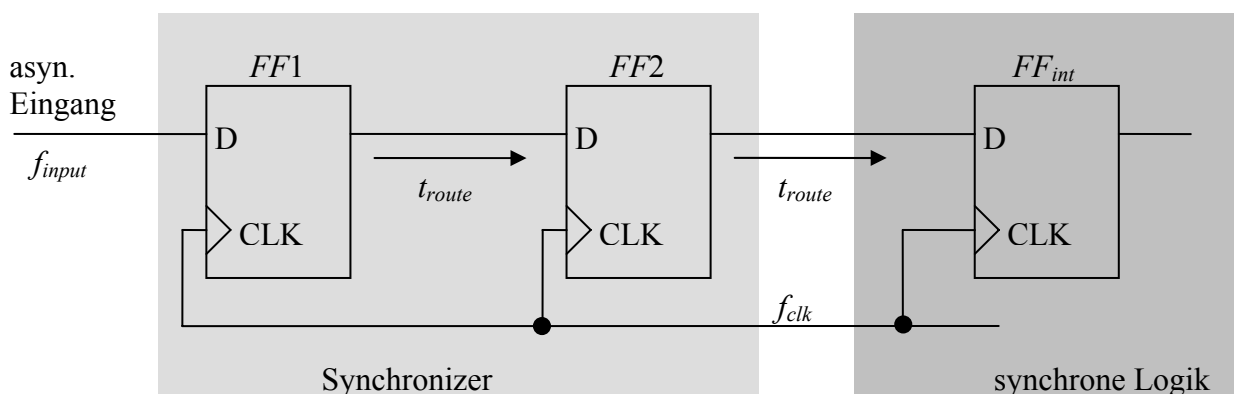 asyn.
Eingang
f_input
FF1
D
CLK
t_route
FF2
D
CLK
t_route
FF_int
D
CLK
f_clk
Synchronizer
synchrone Logik